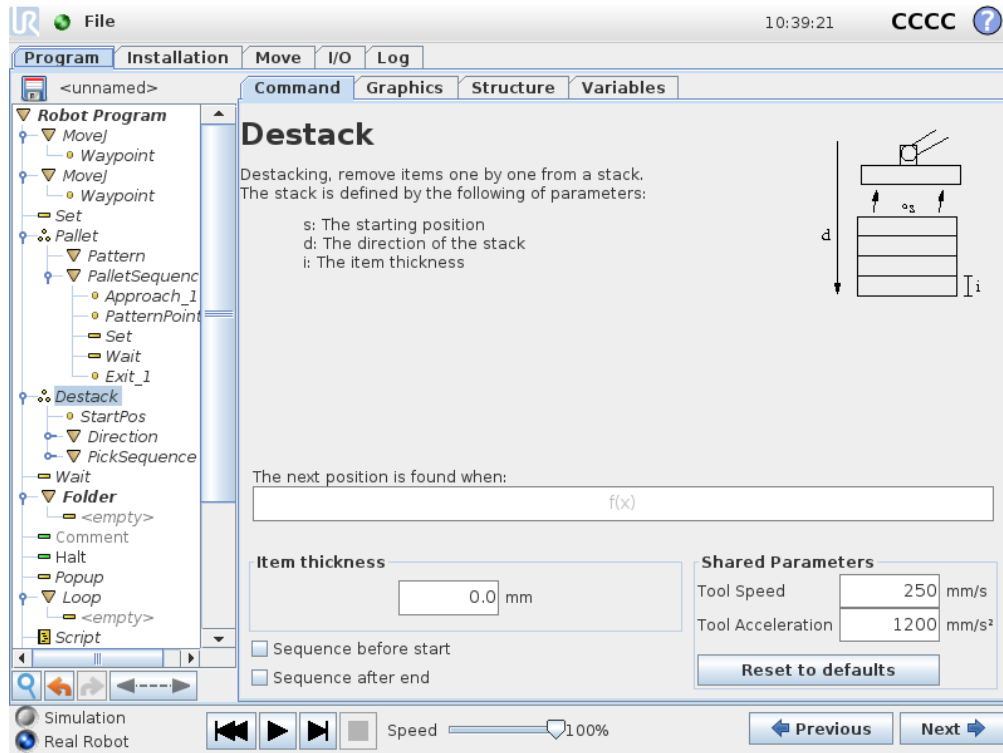 UR File 10:39:21 CCCC ?
Program Installation Move I/O Log
<unnamed> Command Graphics Structure Variables
Robot Program
MoveJ
Waypoint
MoveJ
Waypoint
Set
Pallet
Pattern
PalletSequenc
Approach_1
PatternPoint
Set
Wait
Exit_1
Destack
StartPos
Direction
PickSequence
Wait
Folder
<empty>
Comment
Halt
Popup
Loop
<empty>
Script
Destack
Destacking, remove items one by one from a stack.
The stack is defined by the following of parameters:
s: The starting position
d: The direction of the stack
i: The item thickness
s
d
i
The next position is found when:
f(x)
Item thickness
0.0 mm
Sequence before start
Sequence after end
Shared Parameters
Tool Speed 250 mm/s
Tool Acceleration 1200 mm/s²
Reset to defaults
Simulation
Real Robot
Speed 100%
Previous Next